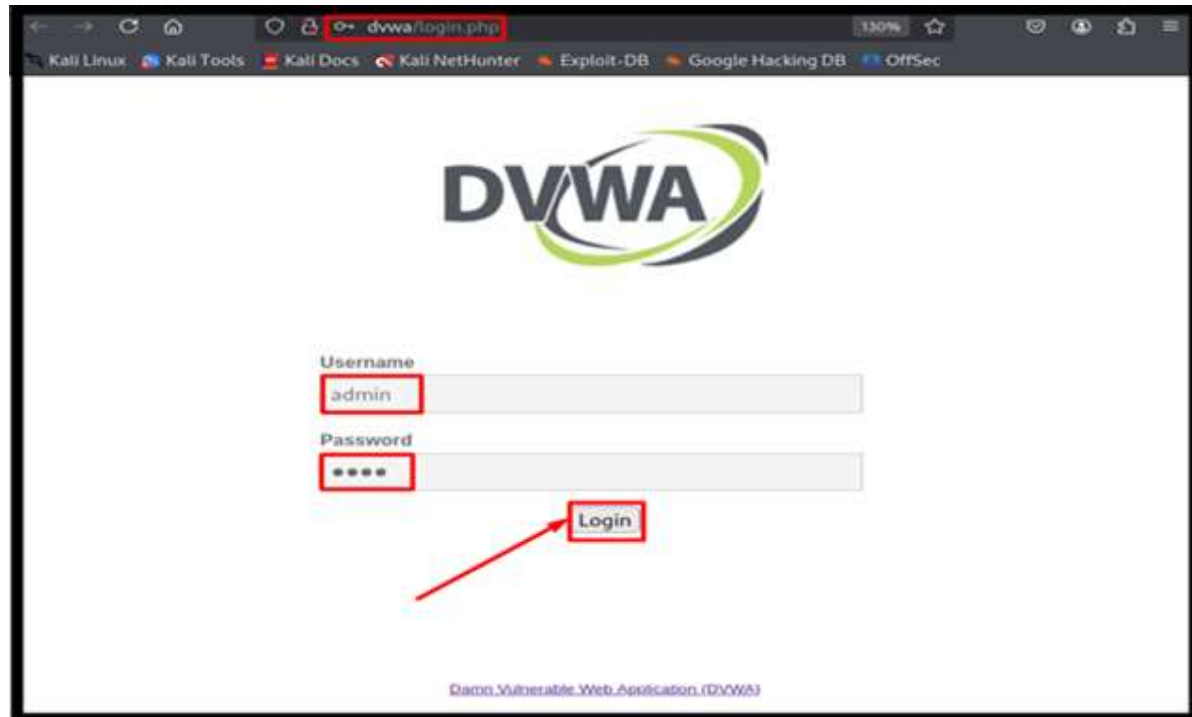 dvwa/login.php 130%
Kali Linux Kali Tools Kali Docs Kali NetHunter Exploit-DB Google Hacking DB OffSec
DVWA
Username
admin
Password
••••
Login
Damn Vulnerable Web Application (DVWA)